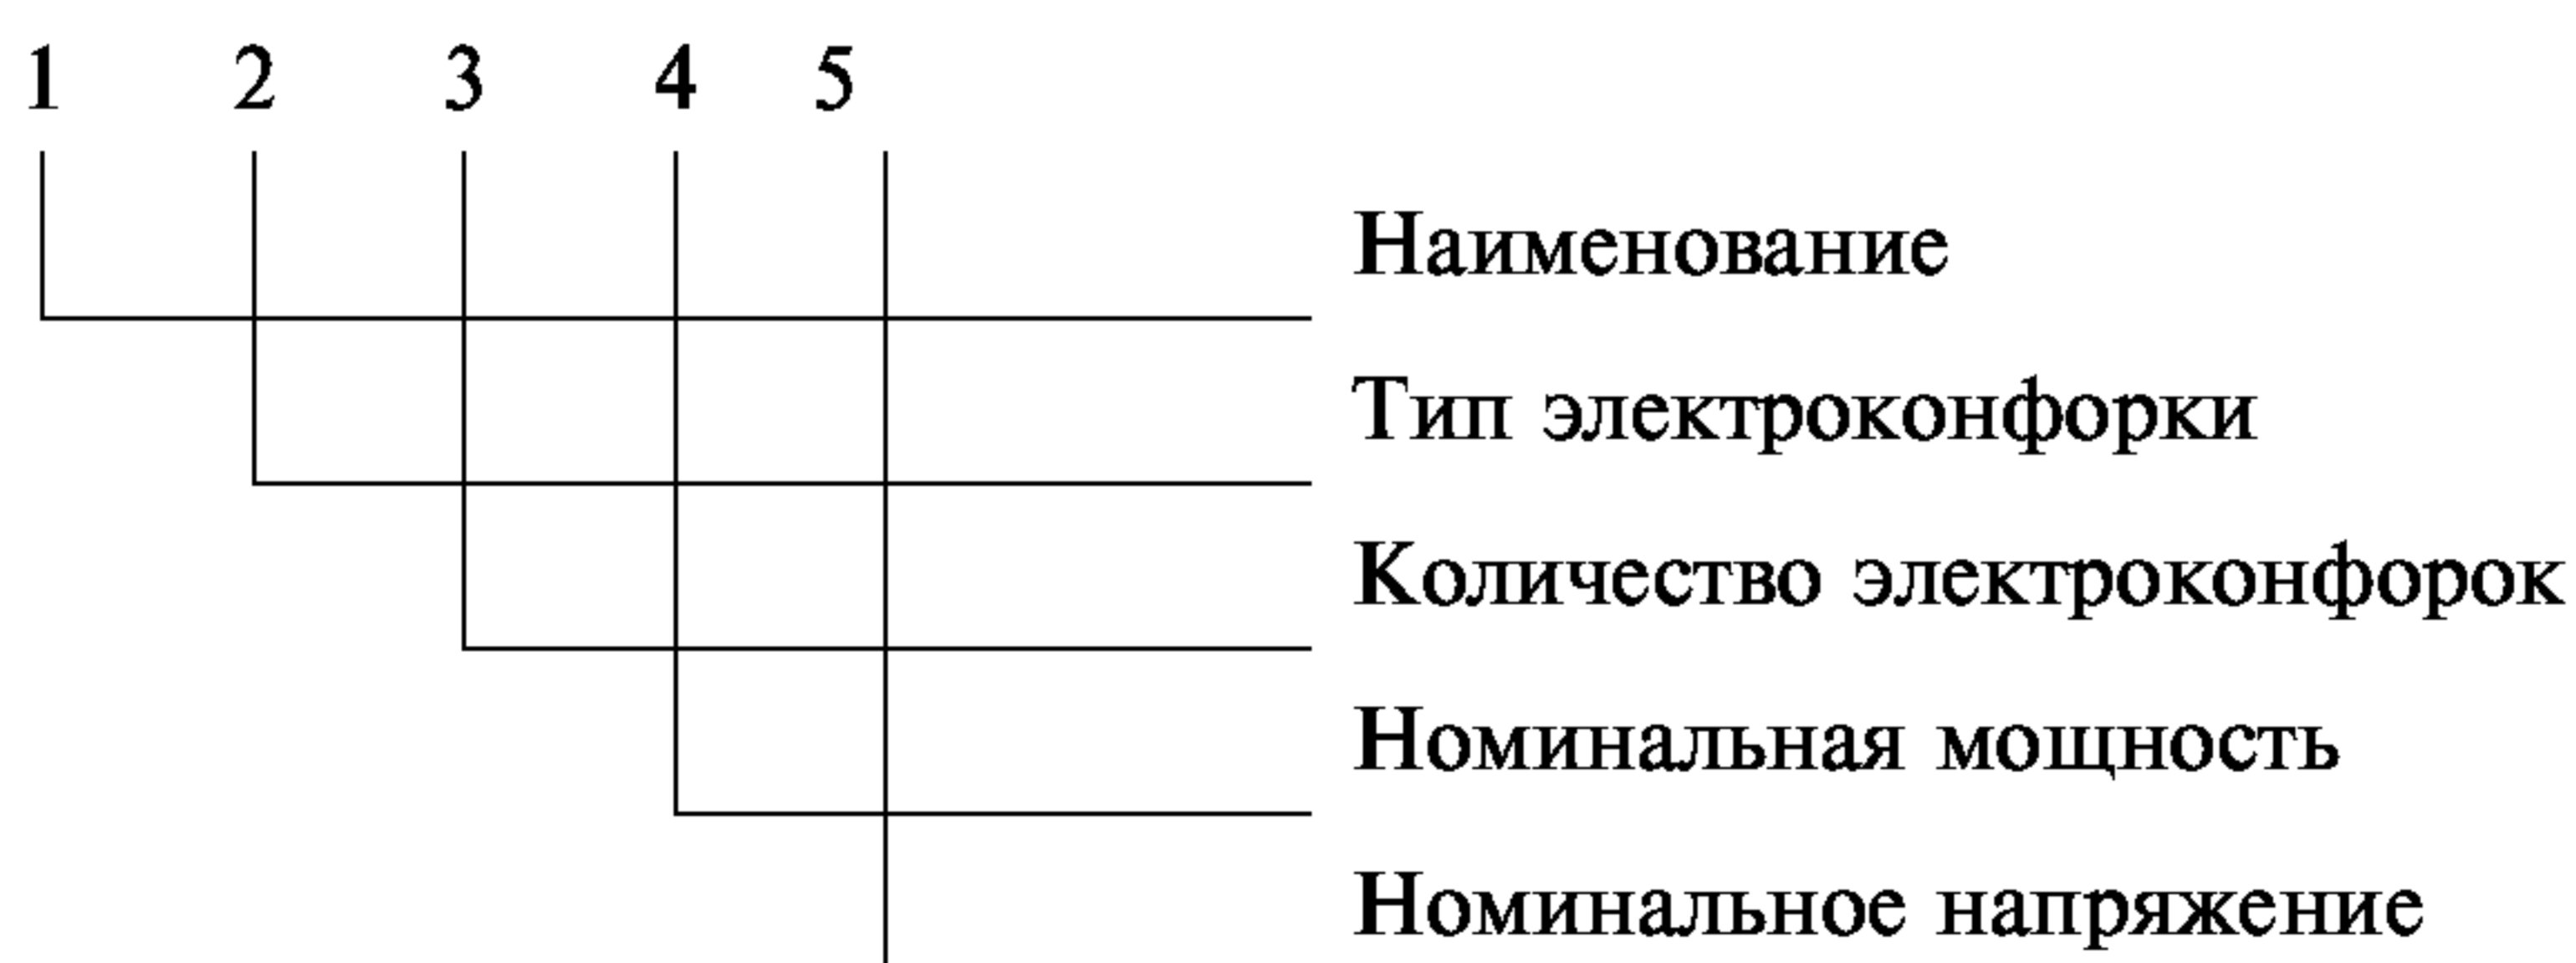 1 2 3 4 5
Наименование
Тип электроконфорки
Количество электроконфорок
Номинальная мощность
Номинальное напряжение